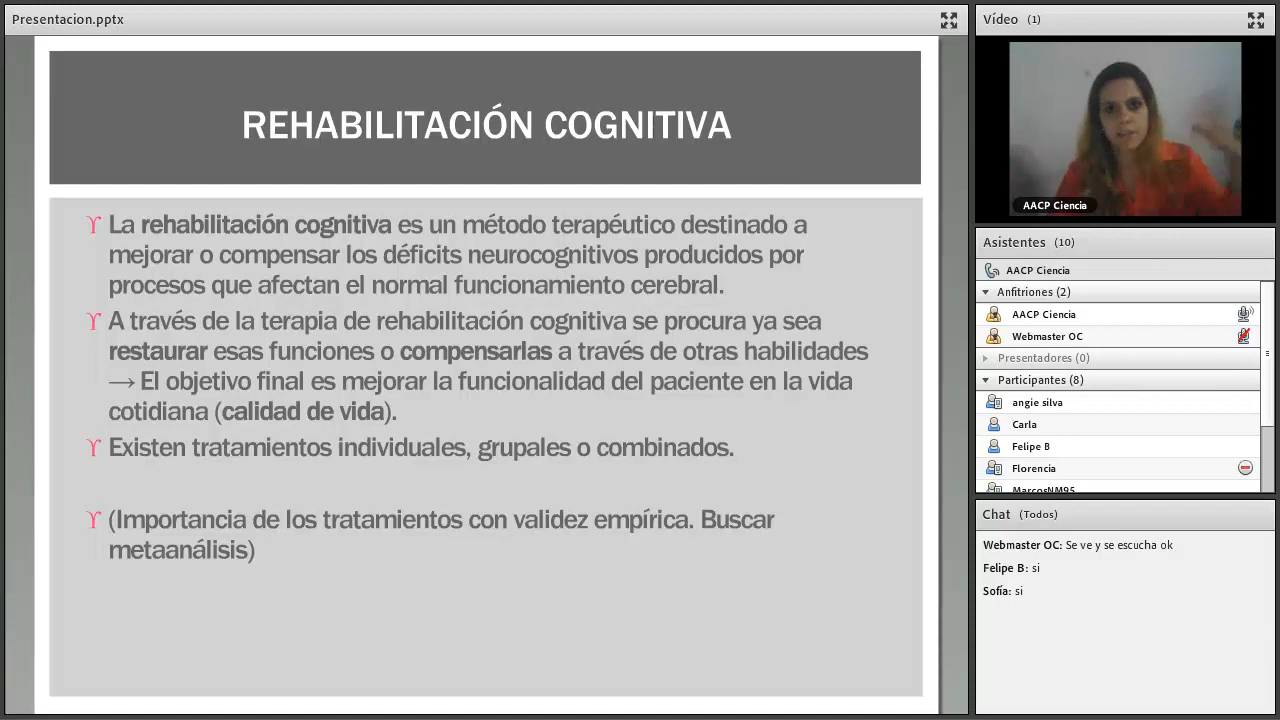 Presentacion.pptx
REHABILITACIÓN COGNITIVA
La rehabilitación cognitiva es un método terapéutico destinado a
mejorar o compensar los déficits neurocognitivos producidos por
procesos que afectan el normal funcionamiento cerebral.
A través de la terapia de rehabilitación cognitiva se procura ya sea
restaurar esas funciones o compensarlas a través de otras habilidades
→ El objetivo final es mejorar la funcionalidad del paciente en la vida
cotidiana (calidad de vida).
Existen tratamientos individuales, grupales o combinados.
(Importancia de los tratamientos con validez empírica. Buscar
metaanálisis)
Vídeo (1)
AACP Ciencia
Asistentes (10)
AACP Ciencia
Anfitriones (2)
AACP Ciencia
Webmaster OC
Presentadores (0)
Participantes (8)
angie silva
Carla
Felipe B
Florencia
MarcosNM95
Chat (Todos)
Webmaster OC: Se ve y se escucha ok
Felipe B: si
Sofía: si